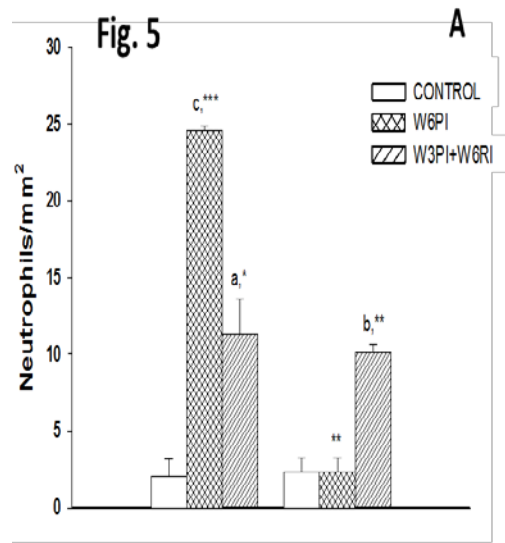 Fig. 5
A
30
25
20
15
10
5
0
Neutrophils/mm²
CONTROL
W6PI
W3PI+W6RI
c,***
a,*
**
b,**